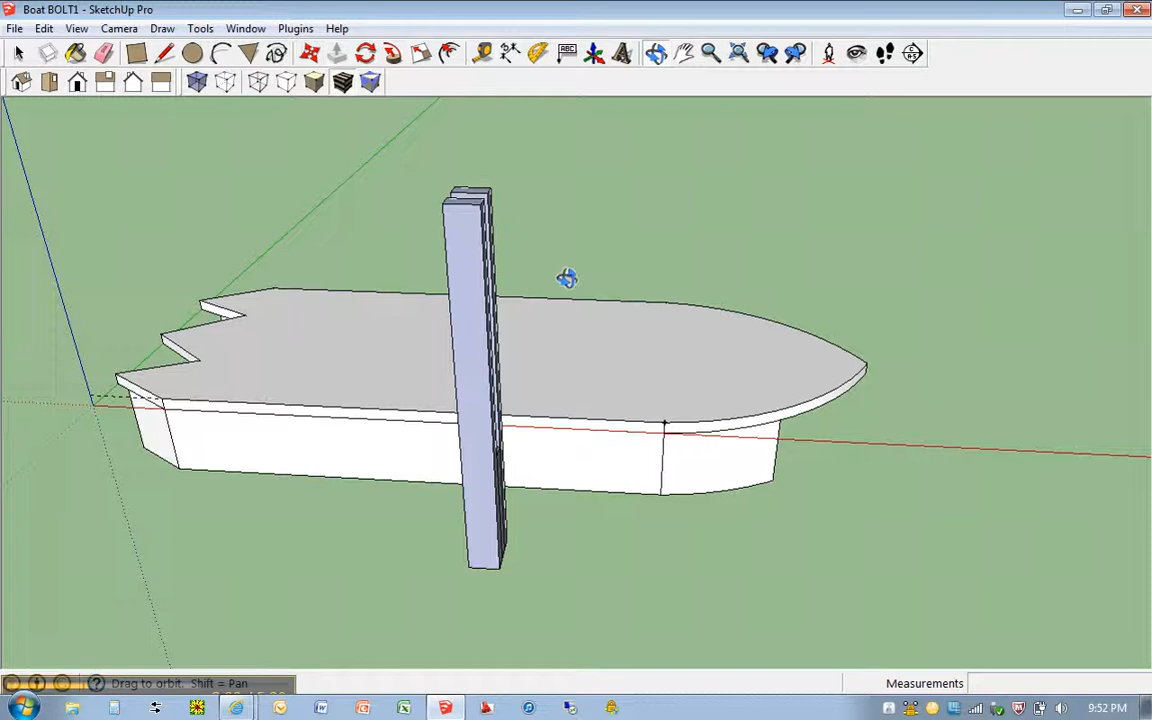 Boat BOLT1 - SketchUp Pro
File Edit View Camera Draw Tools Window Plugins Help
ABC
Drag to orbit. Shift = Pan
Measurements
9:52 PM